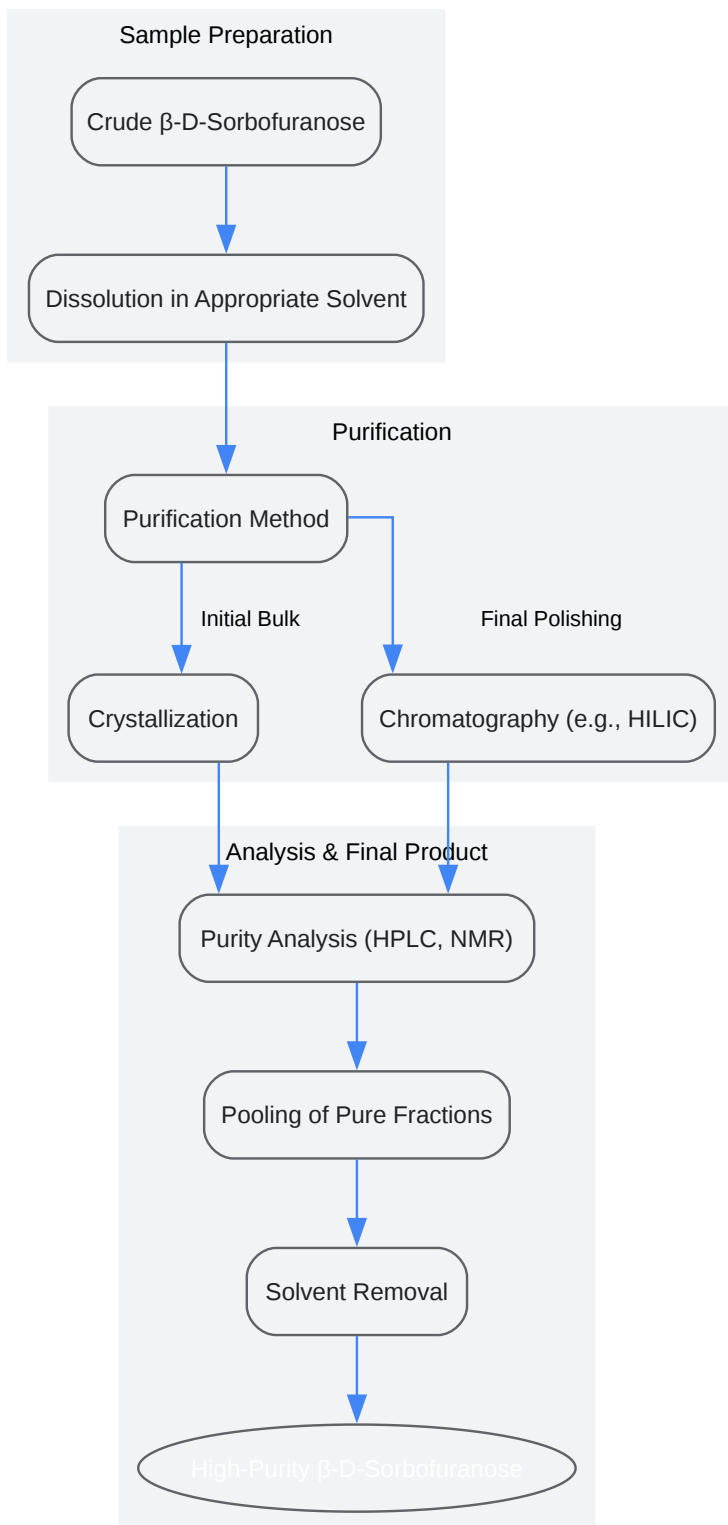 Sample Preparation
Crude β-D-Sorbofuranose
Dissolution in Appropriate Solvent
Purification
Purification Method
Initial Bulk
Final Polishing
Crystallization
Chromatography (e.g., HILIC)
Analysis & Final Product
Purity Analysis (HPLC, NMR)
Pooling of Pure Fractions
Solvent Removal
High-Purity β-D-Sorbofuranose